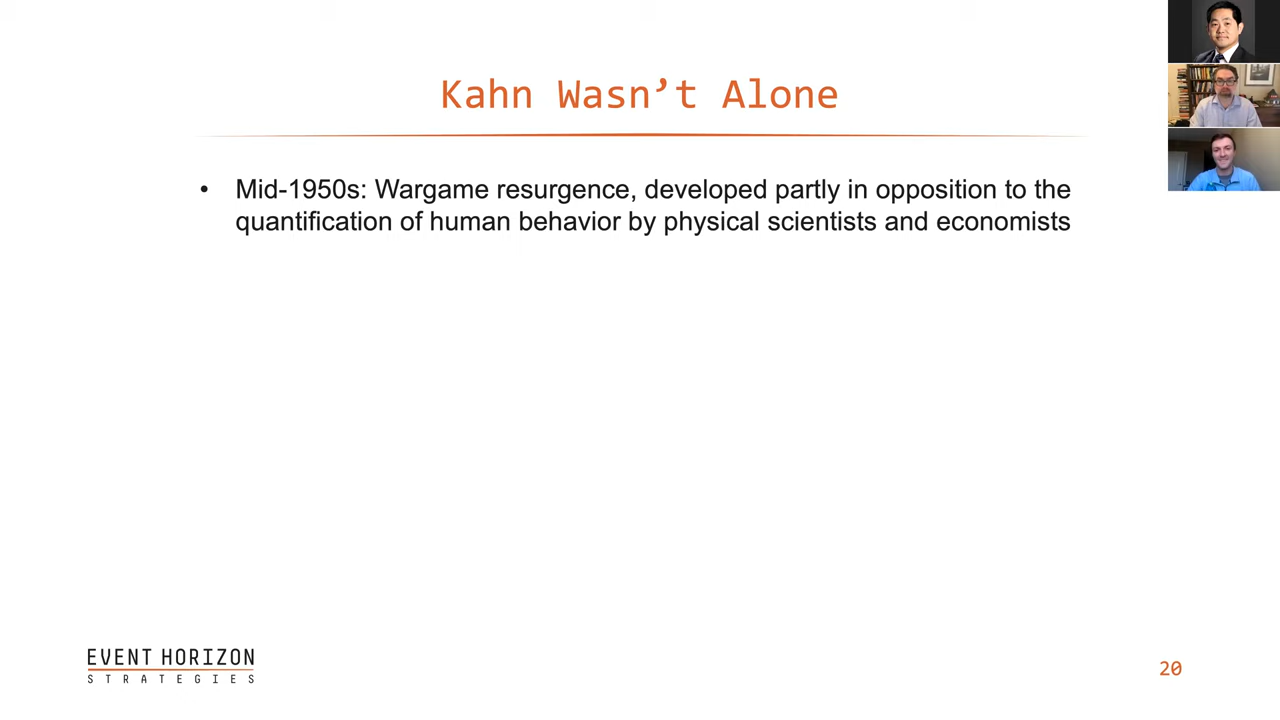 Kahn Wasn’t Alone
• Mid-1950s: Wargame resurgence, developed partly in opposition to the
quantification of human behavior by physical scientists and economists
EVENT HORIZON
STRATEGIES
20